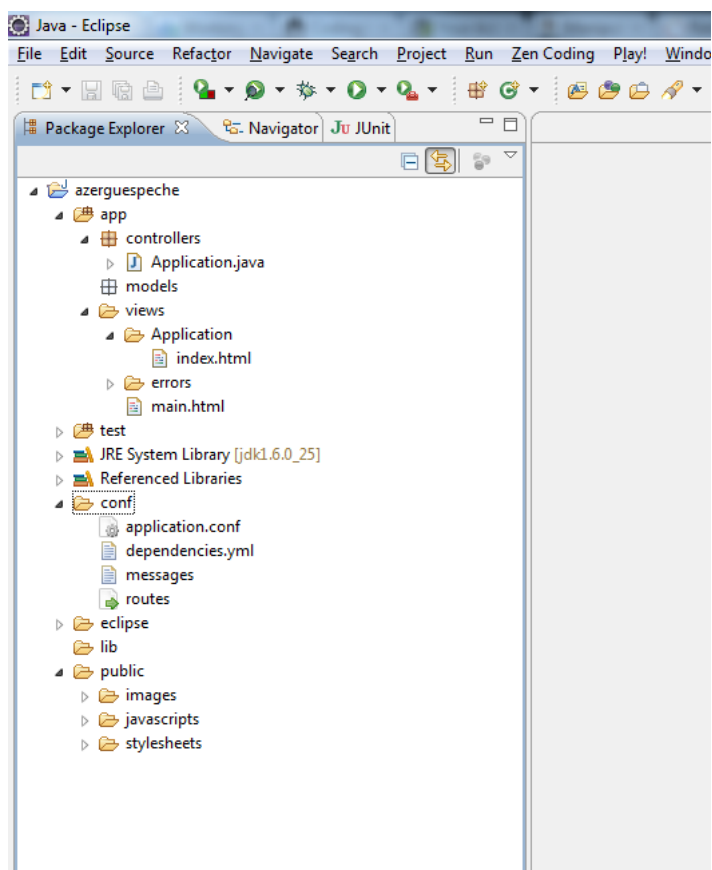 Java - Eclipse
File Edit Source Refactor Navigate Search Project Run Zen Coding Play! Windo
Package Explorer Navigator Ju JUnit
azerguespeche
app
controllers
Application.java
models
views
Application
index.html
errors
main.html
test
JRE System Library [jdk1.6.0_25]
Referenced Libraries
conf
application.conf
dependencies.yml
messages
routes
eclipse
lib
public
images
javascripts
stylesheets